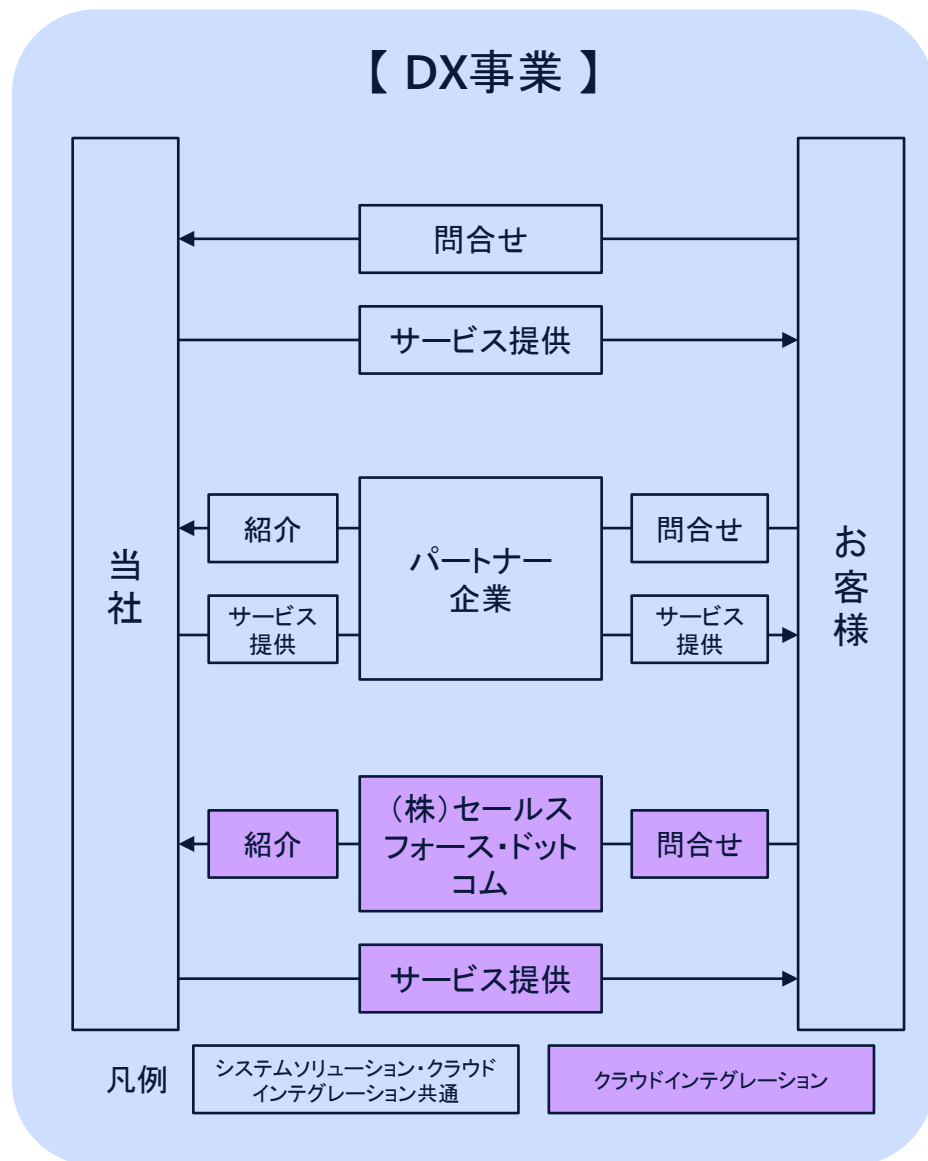 【 DX事業 】
問合せ
サービス提供
当社
紹介
パートナー
企業
問合せ
お客様
サービス
提供
サービス
提供
紹介
（株）セールス
フォース・ドット
コム
問合せ
サービス提供
凡例
システムソリューション・クラウド
インテグレーション共通
クラウドインテグレーション